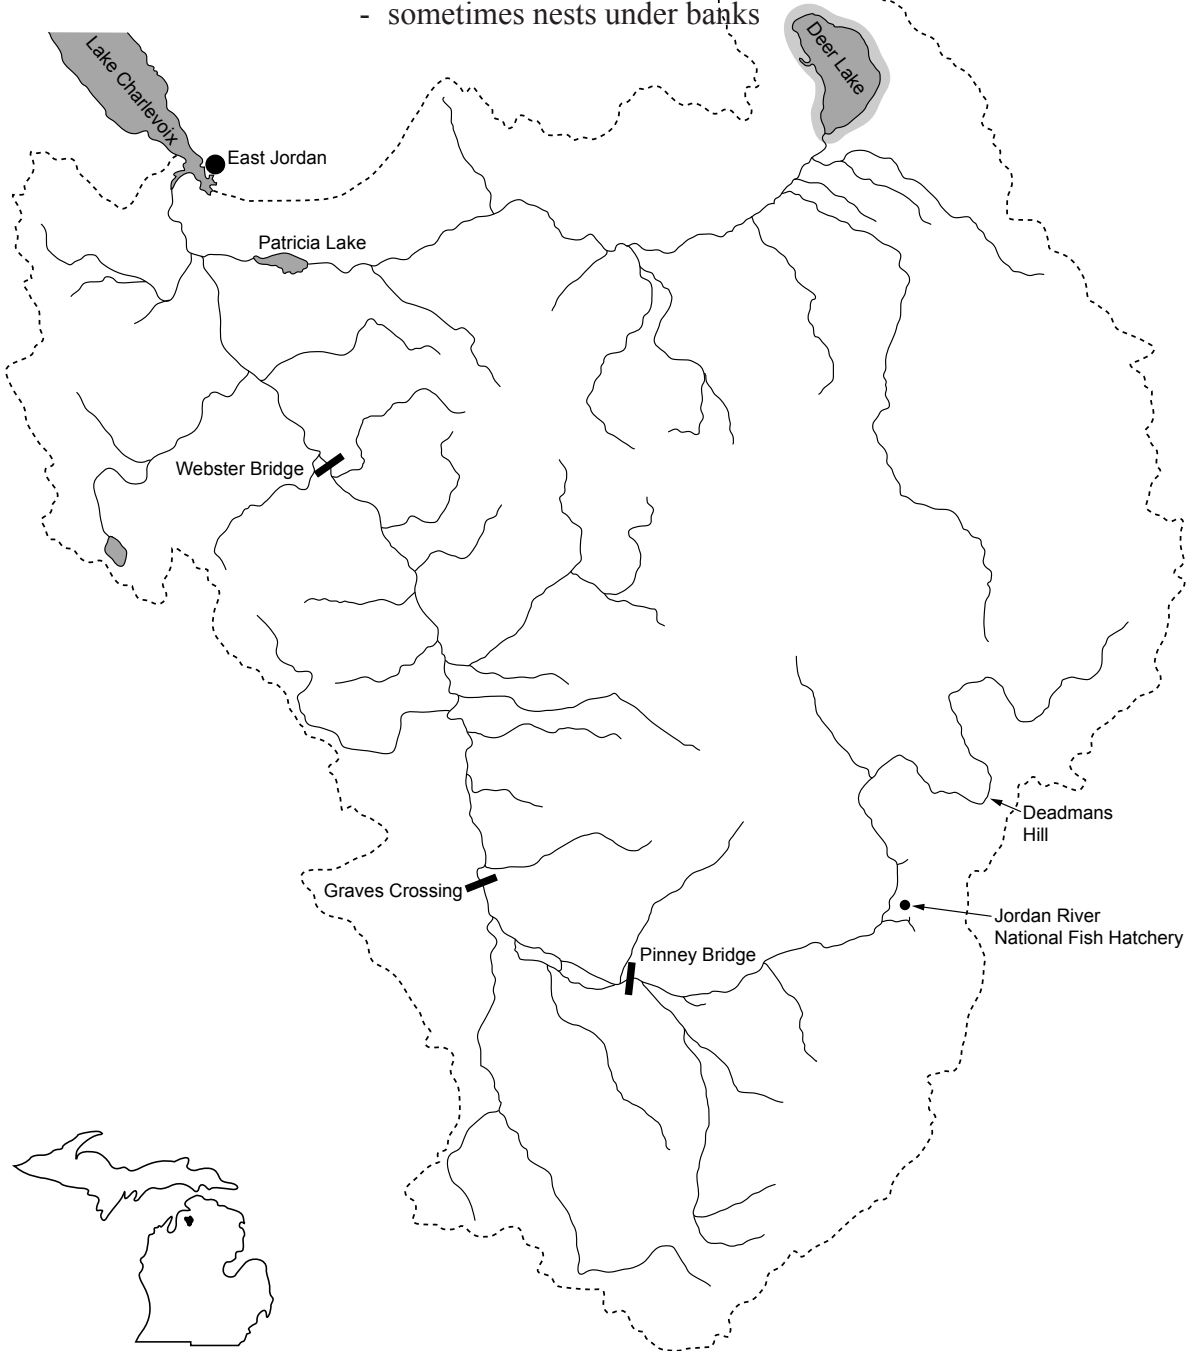 - sometimes nests under banks
Deer Lake
Lake Charlevoix
East Jordan
Patricia Lake
Webster Bridge
Deadmans
Hill
Graves Crossing
Jordan River
National Fish Hatchery
Pinney Bridge